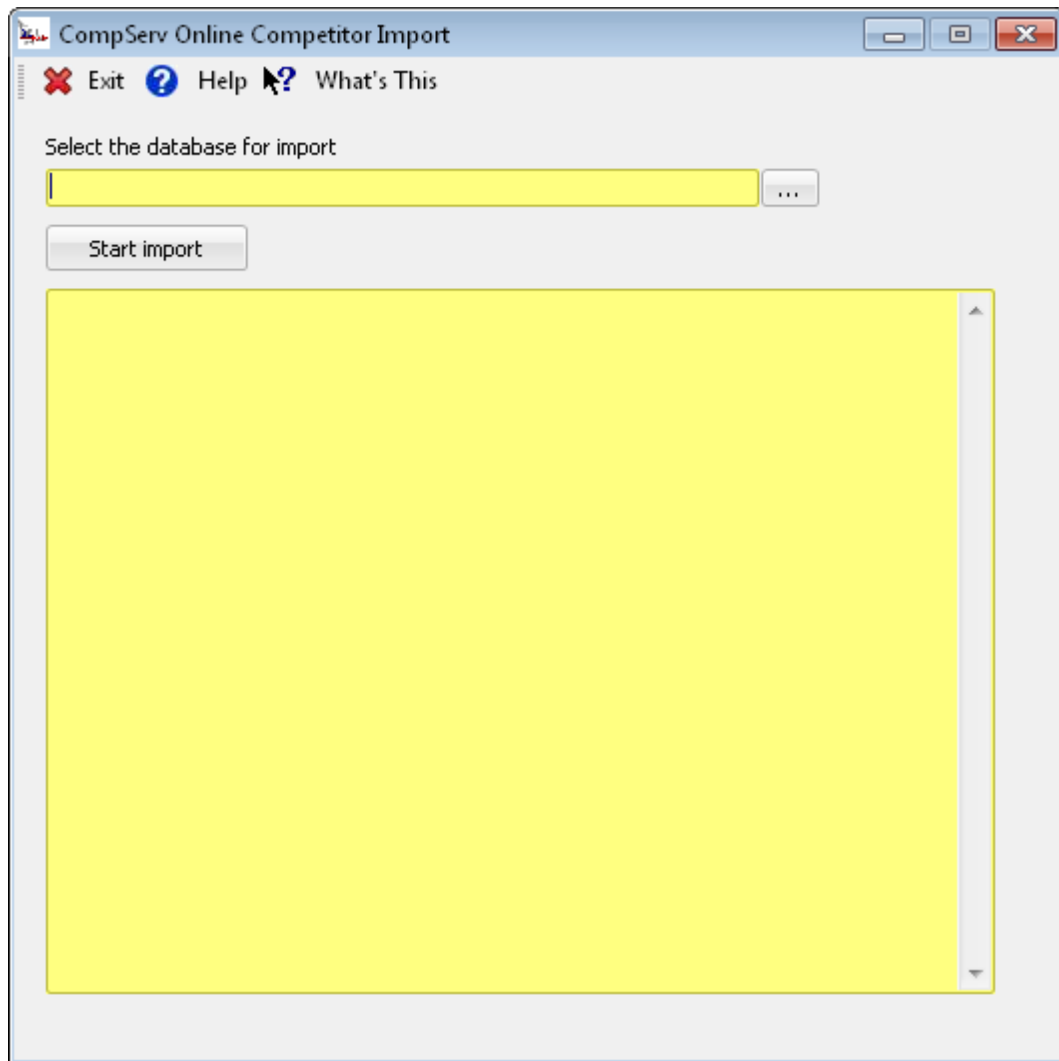 CompServ Online Competitor Import
Exit Help What's This
Select the database for import
...
Start import